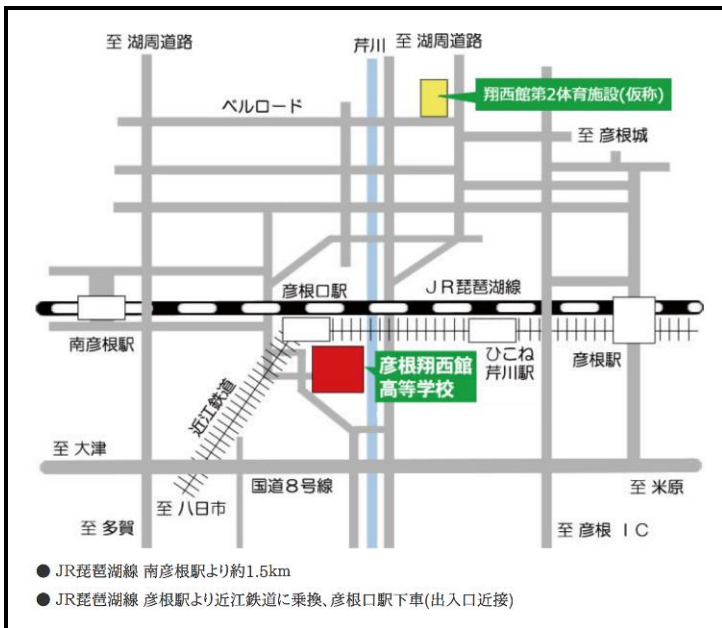 至 湖周道路
芹川
至 湖周道路
翔西館第2体育施設(仮称)
ベルロード
至 彦根城
彦根口駅
JR琵琶湖線
南彦根駅
ひこね
芹川駅
彦根駅
彦根翔西館
高等学校
近江鉄道
至 大津
国道8号線
至 米原
至 八日市
至 多賀
至 彦根 IC
● JR琵琶湖線 南彦根駅より約1.5km
● JR琵琶湖線 彦根駅より近江鉄道に乗換、彦根口駅下車(出入口近接)